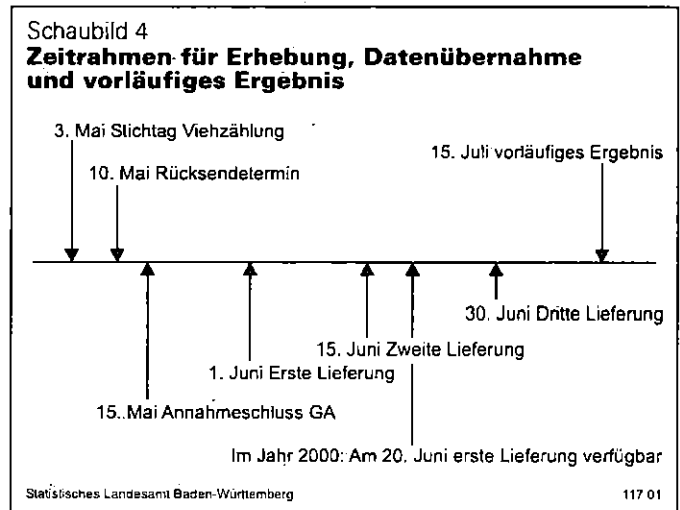 Schaubild 4
Zeitrahmen für Erhebung, Datenübernahme
und vorläufiges Ergebnis
3. Mai Stichtag Viehzählung
15. Juli vorläufiges Ergebnis
10. Mai Rücksendetermin
30. Juni Dritte Lieferung
15. Juni Zweite Lieferung
1. Juni Erste Lieferung
15. Mai Annahmeschluss GA
Im Jahr 2000: Am 20. Juni erste Lieferung verfügbar
Statistisches Landesamt Baden-Württemberg
117 01